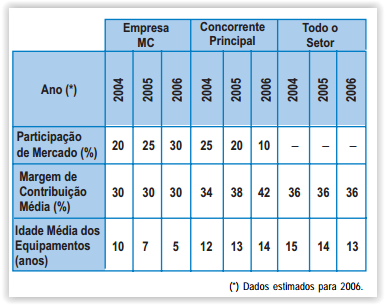 Empresa MC Concorrente Principal Todo o Setor
Ano (*) 2004 2005 2006 2004 2005 2006 2004 2005 2006
Participação de Mercado (%) 20 25 30 25 20 10 – – –
Margem de Contribuição Média (%) 30 30 30 34 38 42 36 36 36
Idade Média dos Equipamentos (anos) 10 7 5 12 13 14 15 14 13
(*) Dados estimados para 2006.